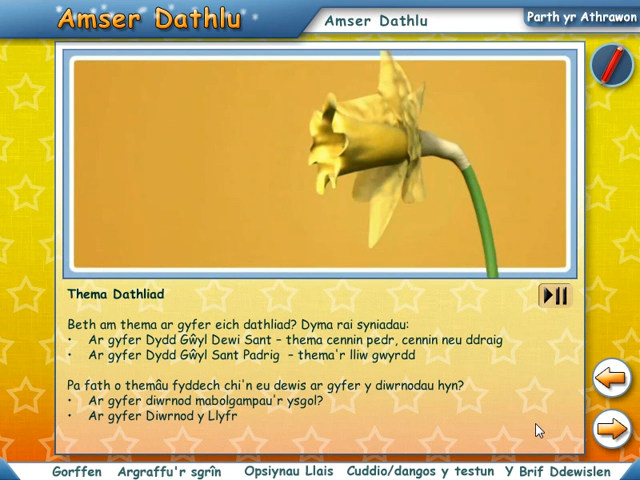 Amser Dathlu
Amser Dathlu
Parth yr Athrawon
Thema Dathliad
Beth am thema ar gyfer eich dathliad? Dyma rai syniadau:
• Ar gyfer Dydd Gŵyl Dewi Sant – thema cennin pedr, cennin neu ddraig
• Ar gyfer Dydd Gŵyl Sant Padrig – thema'r lliw gwyrdd
Pa fath o themâu fyddech chi'n eu dewis ar gyfer y diwrnodau hyn?
• Ar gyfer diwrnod mabolgampau'r ysgol?
• Ar gyfer Diwrnod y Llyfr
Gorffen Argraffu'r sgrîn Opsiynau Llais Cuddio/dangos y testun Y Brif Ddewislen